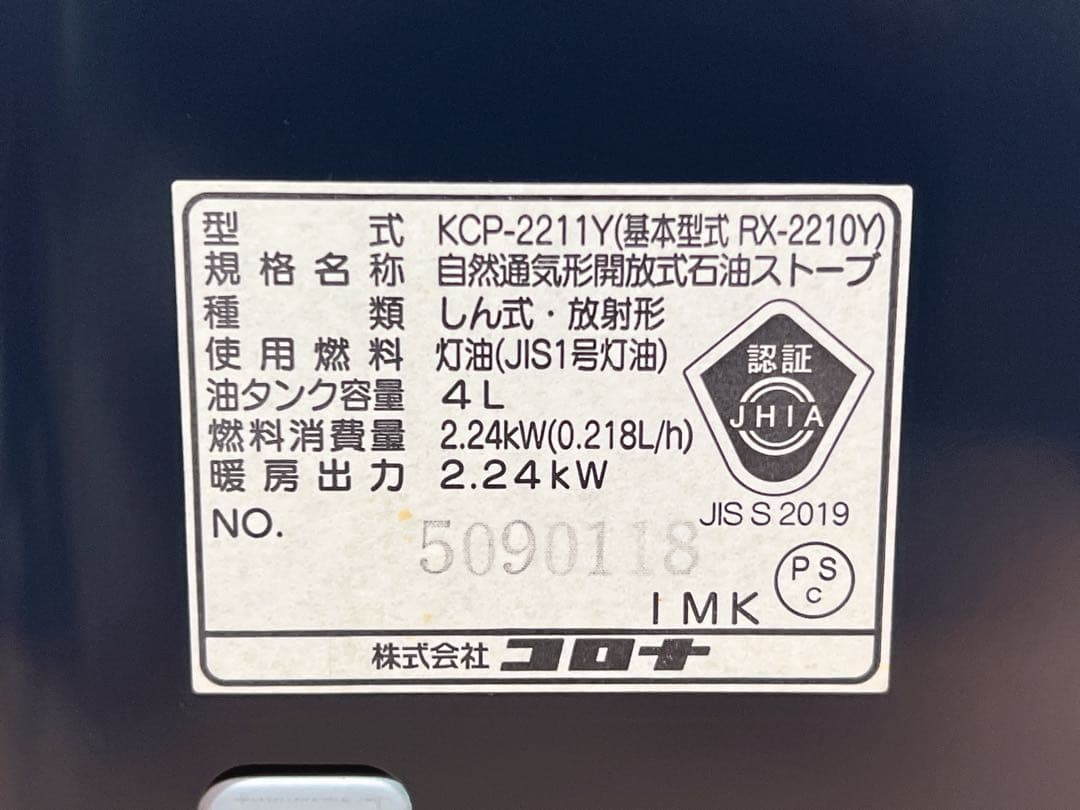 型式 KCP-2211Y(基本型式 RX-2210Y)
規格名称 自然通気形開放式石油ストーブ
種類 しん式・放射形
使用燃料 灯油(JIS1号灯油)
油タンク容量 4L
燃料消費量 2.24kW(0.218L/h)
暖房出力 2.24kW
認証
JHIA
JIS S 2019
NO. 5090118
PS
C
IMK
株式会社 コロナ